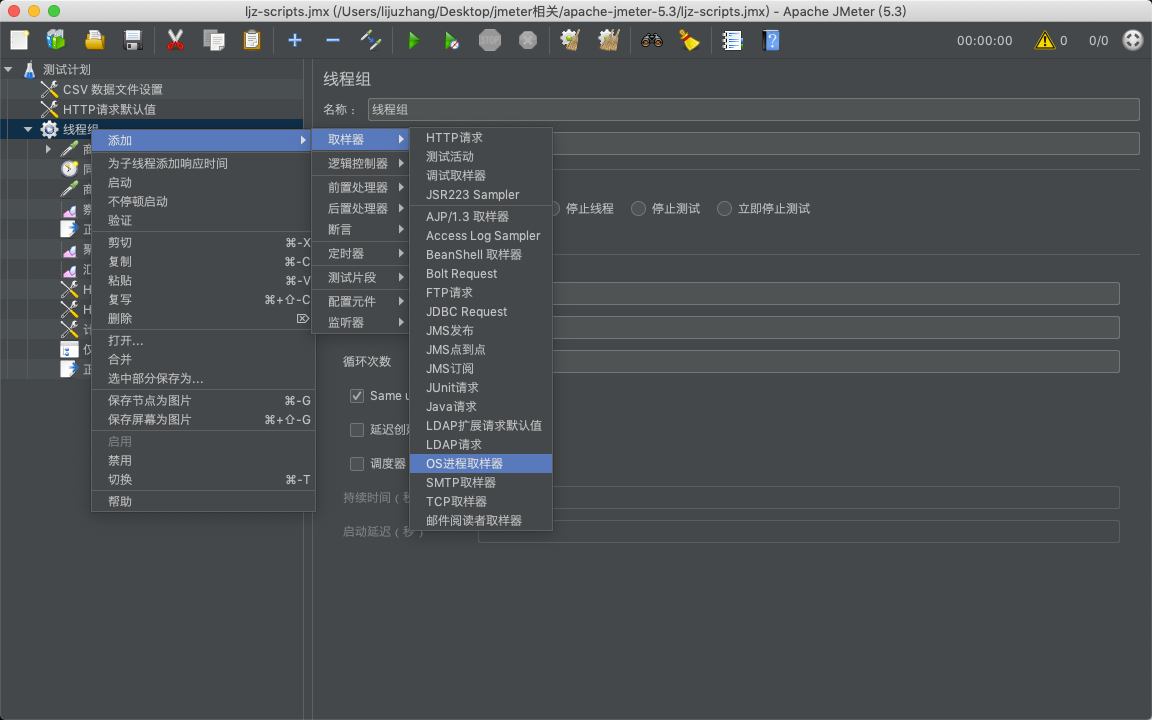 ljz-scripts.jmx (/Users/lijuzhang/Desktop/jmeter相关/apache-jmeter-5.3/ljz-scripts.jmx) - Apache JMeter (5.3)
STOP
00:00:00
0
0/0
测试计划
CSV 数据文件设置
HTTP请求默认值
线程组
商
同
商
察
正
聚
汇
H
H
计
仅
正
添加
为子线程添加响应时间
启动
不停顿启动
验证
剪切 ⌘-X
复制 ⌘-C
粘贴 ⌘-V
复写 ⌘+⇧-C
删除 ⌦
打开...
合并
选中部分保存为...
保存节点为图片 ⌘-G
保存屏幕为图片 ⌘+⇧-G
启用
禁用
切换 ⌘-T
帮助
取样器
逻辑控制器
前置处理器
后置处理器
断言
定时器
测试片段
配置元件
监听器
HTTP请求
测试活动
调试取样器
JSR223 Sampler
AJP/1.3 取样器
Access Log Sampler
BeanShell 取样器
Bolt Request
FTP请求
JDBC Request
JMS发布
JMS点到点
JMS订阅
JUnit请求
Java请求
LDAP扩展请求默认值
LDAP请求
OS进程取样器
SMTP取样器
TCP取样器
邮件阅读者取样器
线程组
名称： 线程组
停止线程 停止测试 立即停止测试
循环次数
Same u
延迟创建
调度器
持续时间（秒
启动延迟（秒）